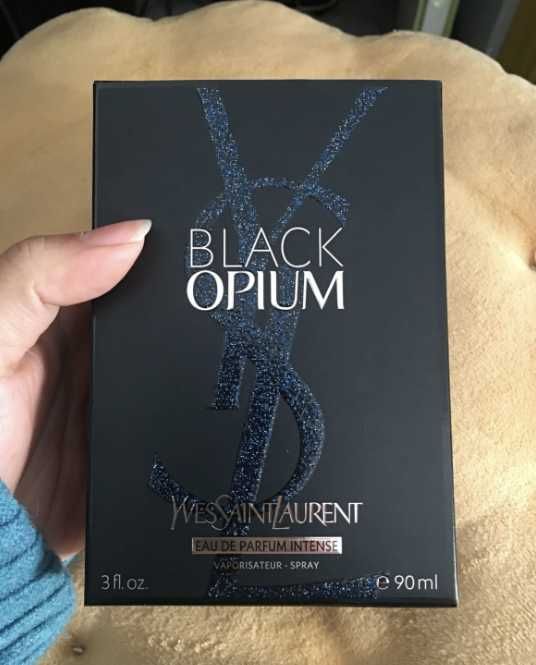 BLACK
OPIUM
YVESSAINTLAURENT
EAU DE PARFUM INTENSE
VAPORISATEUR - SPRAY
3 fl. oz. ℮ 90 ml